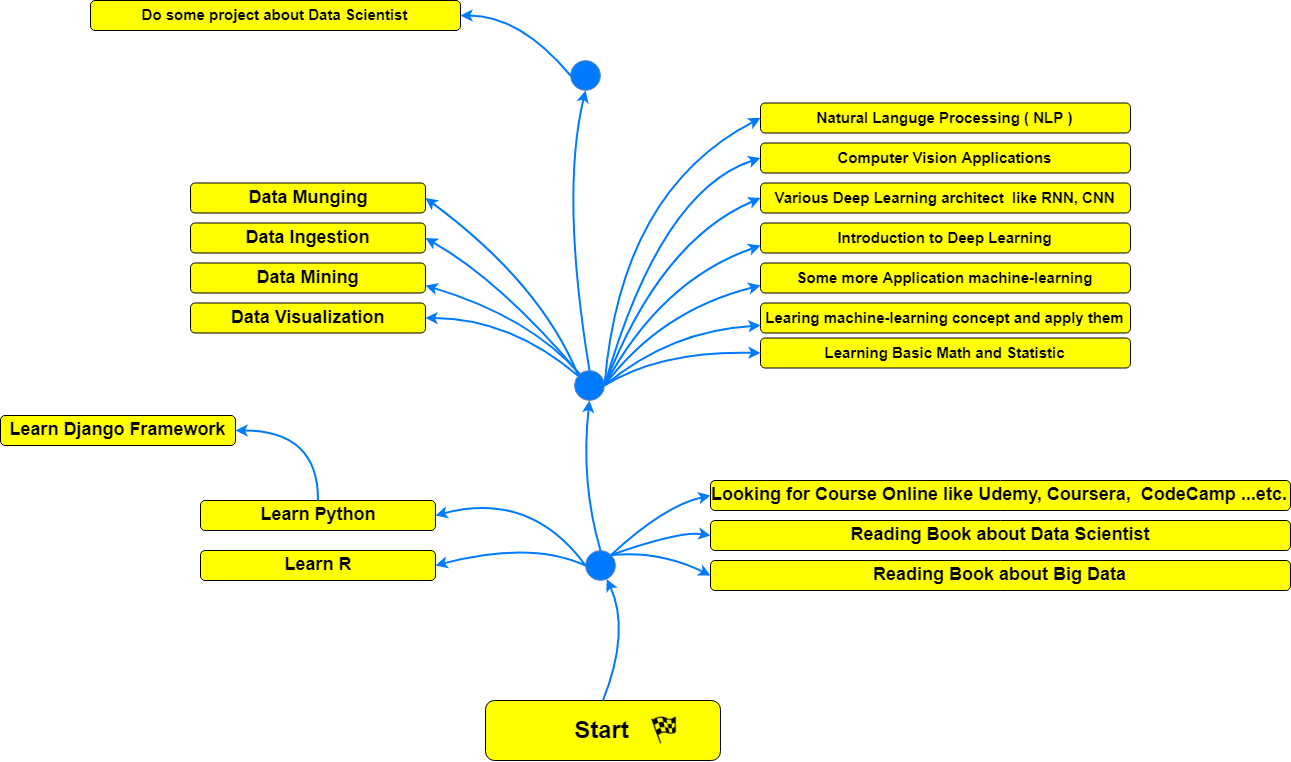 Do some project about Data Scientist
Natural Languge Processing ( NLP )
Computer Vision Applications
Data Munging
Various Deep Learning architect like RNN, CNN
Data Ingestion
Introduction to Deep Learning
Data Mining
Some more Application machine-learning
Data Visualization
Learing machine-learning concept and apply them
Learning Basic Math and Statistic
Learn Django Framework
Looking for Course Online like Udemy, Coursera, CodeCamp ...etc.
Learn Python
Reading Book about Data Scientist
Learn R
Reading Book about Big Data
Start